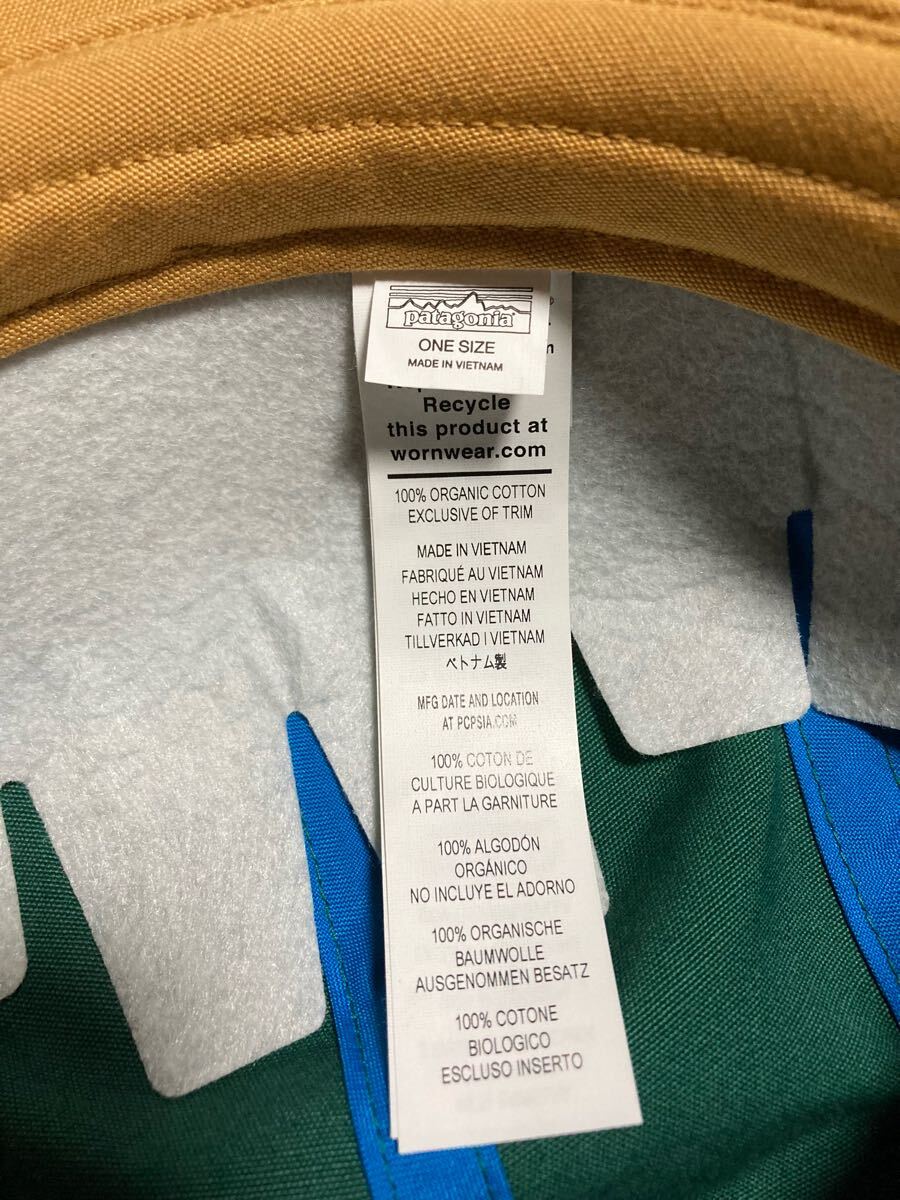 patagonia
ONE SIZE
MADE IN VIETNAM
Recycle
this product at
wornwear.com
100% ORGANIC COTTON
EXCLUSIVE OF TRIM
MADE IN VIETNAM
FABRIQUÉ AU VIETNAM
HECHO EN VIETNAM
FATTO IN VIETNAM
TILLVERKAD I VIETNAM
ベトナム製
MFG DATE AND LOCATION
AT PCPSIA.COM
100% COTON DE
CULTURE BIOLOGIQUE
A PART LA GARNITURE
100% ALGODÓN
ORGÁNICO
NO INCLUYE EL ADORNO
100% ORGANISCHE
BAUMWOLLE
AUSGENOMMEN BESATZ
100% COTONE
BIOLOGICO
ESCLUSO INSERTO